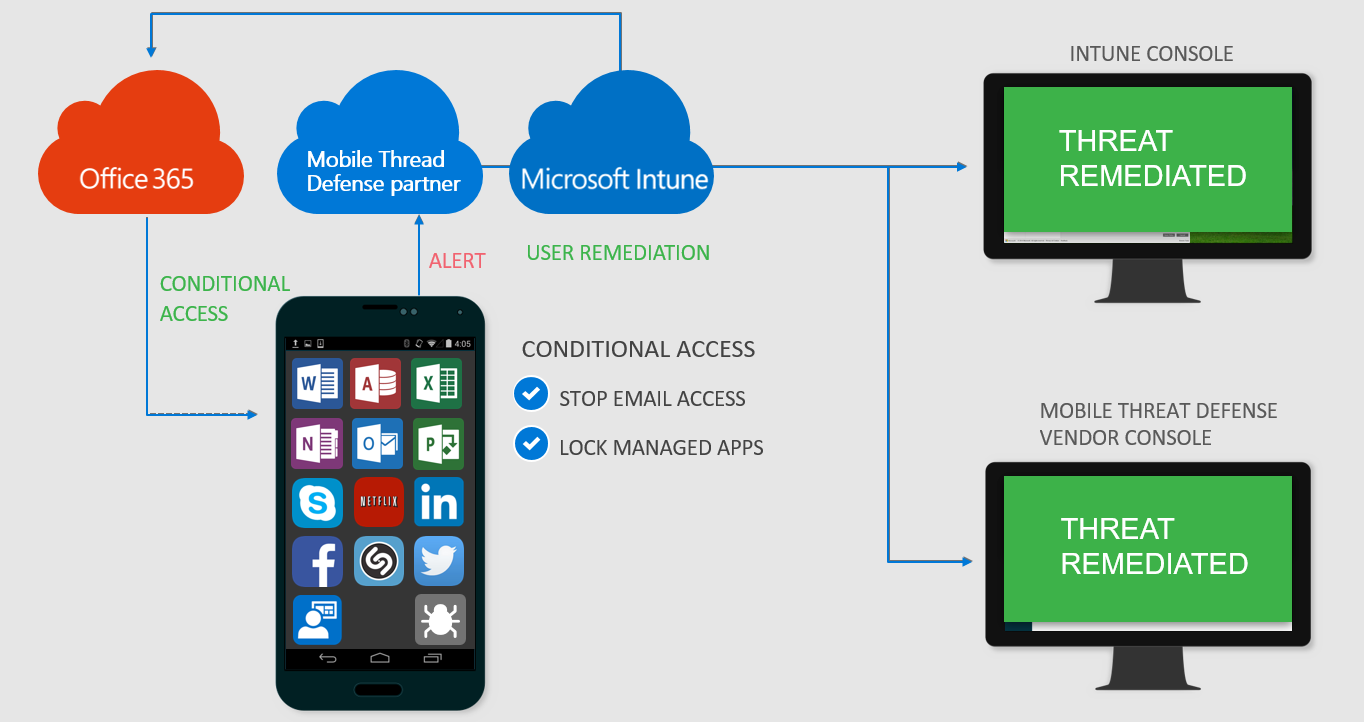 INTUNE CONSOLE
THREAT
REMEDIATED
Office 365
Mobile Thread
Defense partner
Microsoft Intune
ALERT
USER REMEDIATION
CONDITIONAL
ACCESS
4:05
W
A
X
N
O
P
S
NETFLIX
in
f
CONDITIONAL ACCESS
STOP EMAIL ACCESS
LOCK MANAGED APPS
MOBILE THREAT DEFENSE
VENDOR CONSOLE
THREAT
REMEDIATED